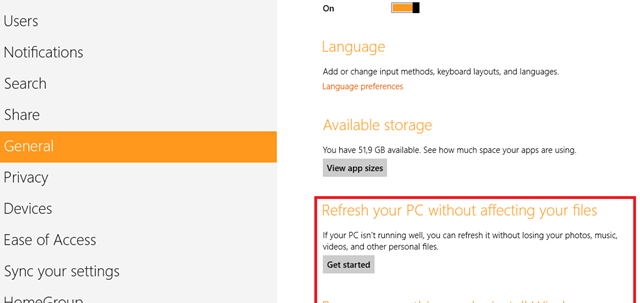 Users
Notifications
Search
Share
General
Privacy
Devices
Ease of Access
Sync your settings
HomeGroup
On
Language
Add or change input methods, keyboard layouts, and languages.
Language preferences
Available storage
You have 51,9 GB available. See how much space your apps are using.
View app sizes
Refresh your PC without affecting your files
If your PC isn't running well, you can refresh it without losing your photos, music,
videos, and other personal files.
Get started